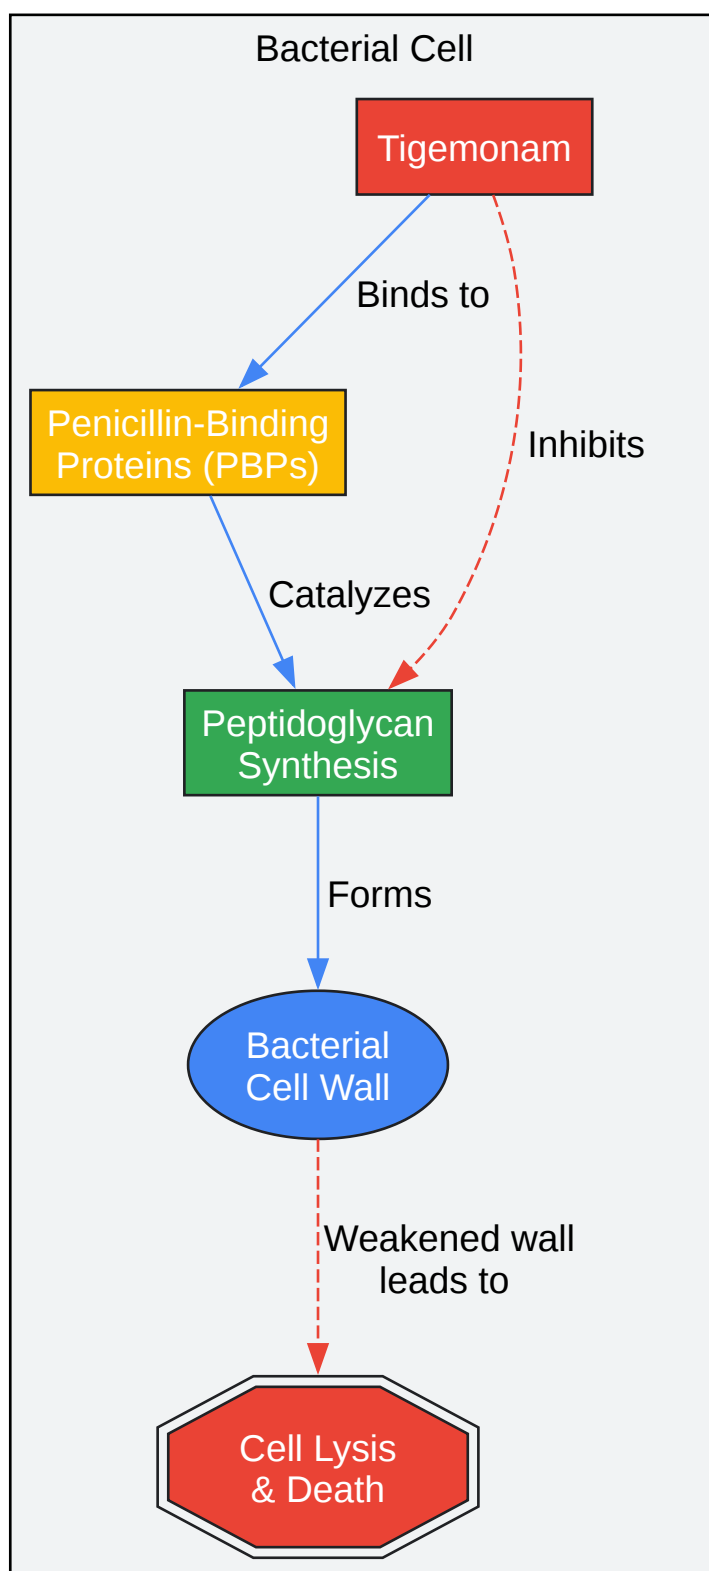 Bacterial Cell
Tigemonam
Binds to
Penicillin-Binding
Proteins (PBPs)
Inhibits
Catalyzes
Peptidoglycan
Synthesis
Forms
Bacterial
Cell Wall
Weakened wall
leads to
Cell Lysis
& Death